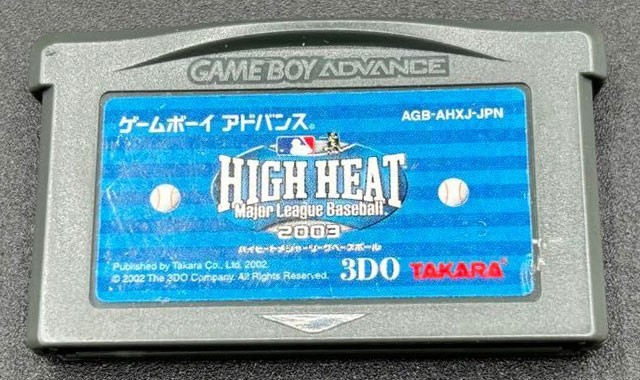 GAME BOY ADVANCE
ゲームボーイ アドバンス®
AGB-AHXJ-JPN
HIGH HEAT
Major League Baseball
2003
ハイヒートメジャーリーグベースボール
Published by Takara Co., Ltd. 2002
© 2002 The 3DO Company. All Rights Reserved.
3DO TAKARA®